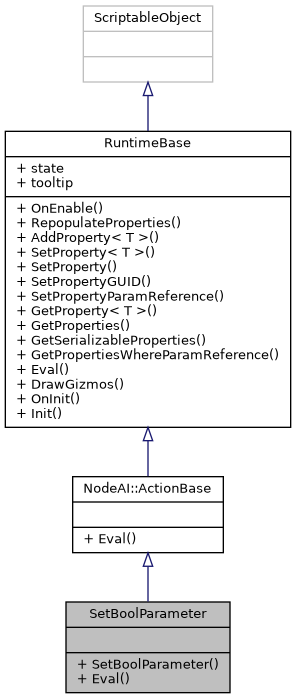 ScriptableObject
RuntimeBase
+ state
+ tooltip
+ OnEnable()
+ RepopulateProperties()
+ AddProperty< T >()
+ SetProperty< T >()
+ SetProperty()
+ SetPropertyGUID()
+ SetPropertyParamReference()
+ GetProperty< T >()
+ GetProperties()
+ GetSerializableProperties()
+ GetPropertiesWhereParamReference()
+ Eval()
+ DrawGizmos()
+ OnInit()
+ Init()
NodeAI::ActionBase
+ Eval()
SetBoolParameter
+ SetBoolParameter()
+ Eval()